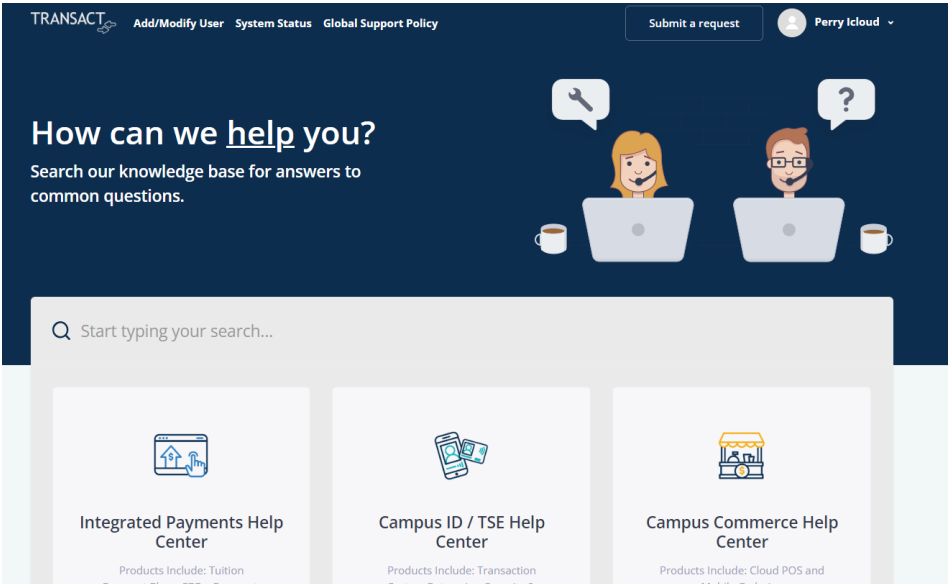 TRANSACT Add/Modify User System Status Global Support Policy Submit a request Perry Icloud
How can we help you?
Search our knowledge base for answers to
common questions.
?
Start typing your search...
Integrated Payments Help
Center
Products Include: Tuition
Campus ID / TSE Help
Center
Products Include: Transaction
Campus Commerce Help
Center
Products Include: Cloud POS and